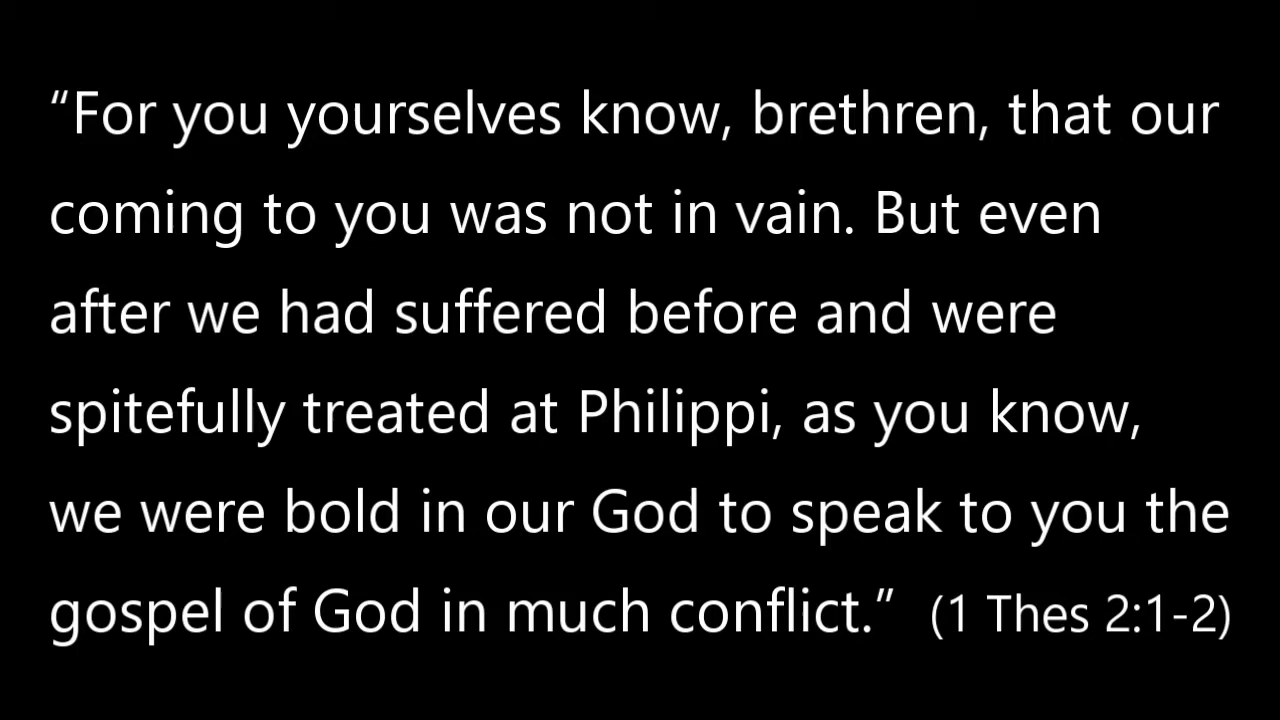 “For you yourselves know, brethren, that our
coming to you was not in vain. But even
after we had suffered before and were
spitefully treated at Philippi, as you know,
we were bold in our God to speak to you the
gospel of God in much conflict.” (1 Thes 2:1-2)